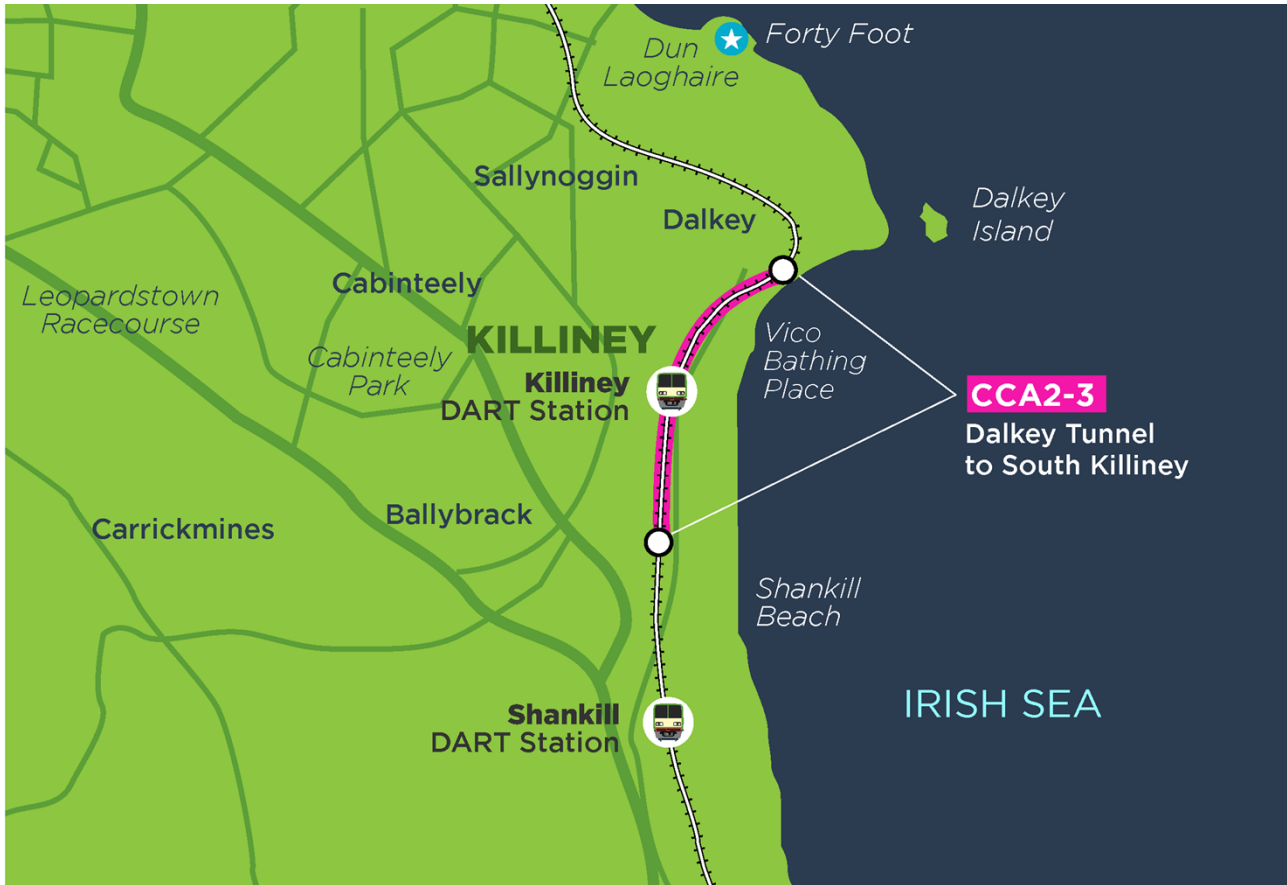 Forty Foot
Dun
Laoghaire
Sallynoggin
Dalkey
Island
Dalkey
Cabinteely
Leopardstown
Racecourse
KILLINEY
Cabinteely
Park
Vico
Bathing
Place
Killiney
DART Station
CCA2-3
Dalkey Tunnel
to South Killiney
Ballybrack
Carrickmines
Shankill
Beach
IRISH SEA
Shankill
DART Station